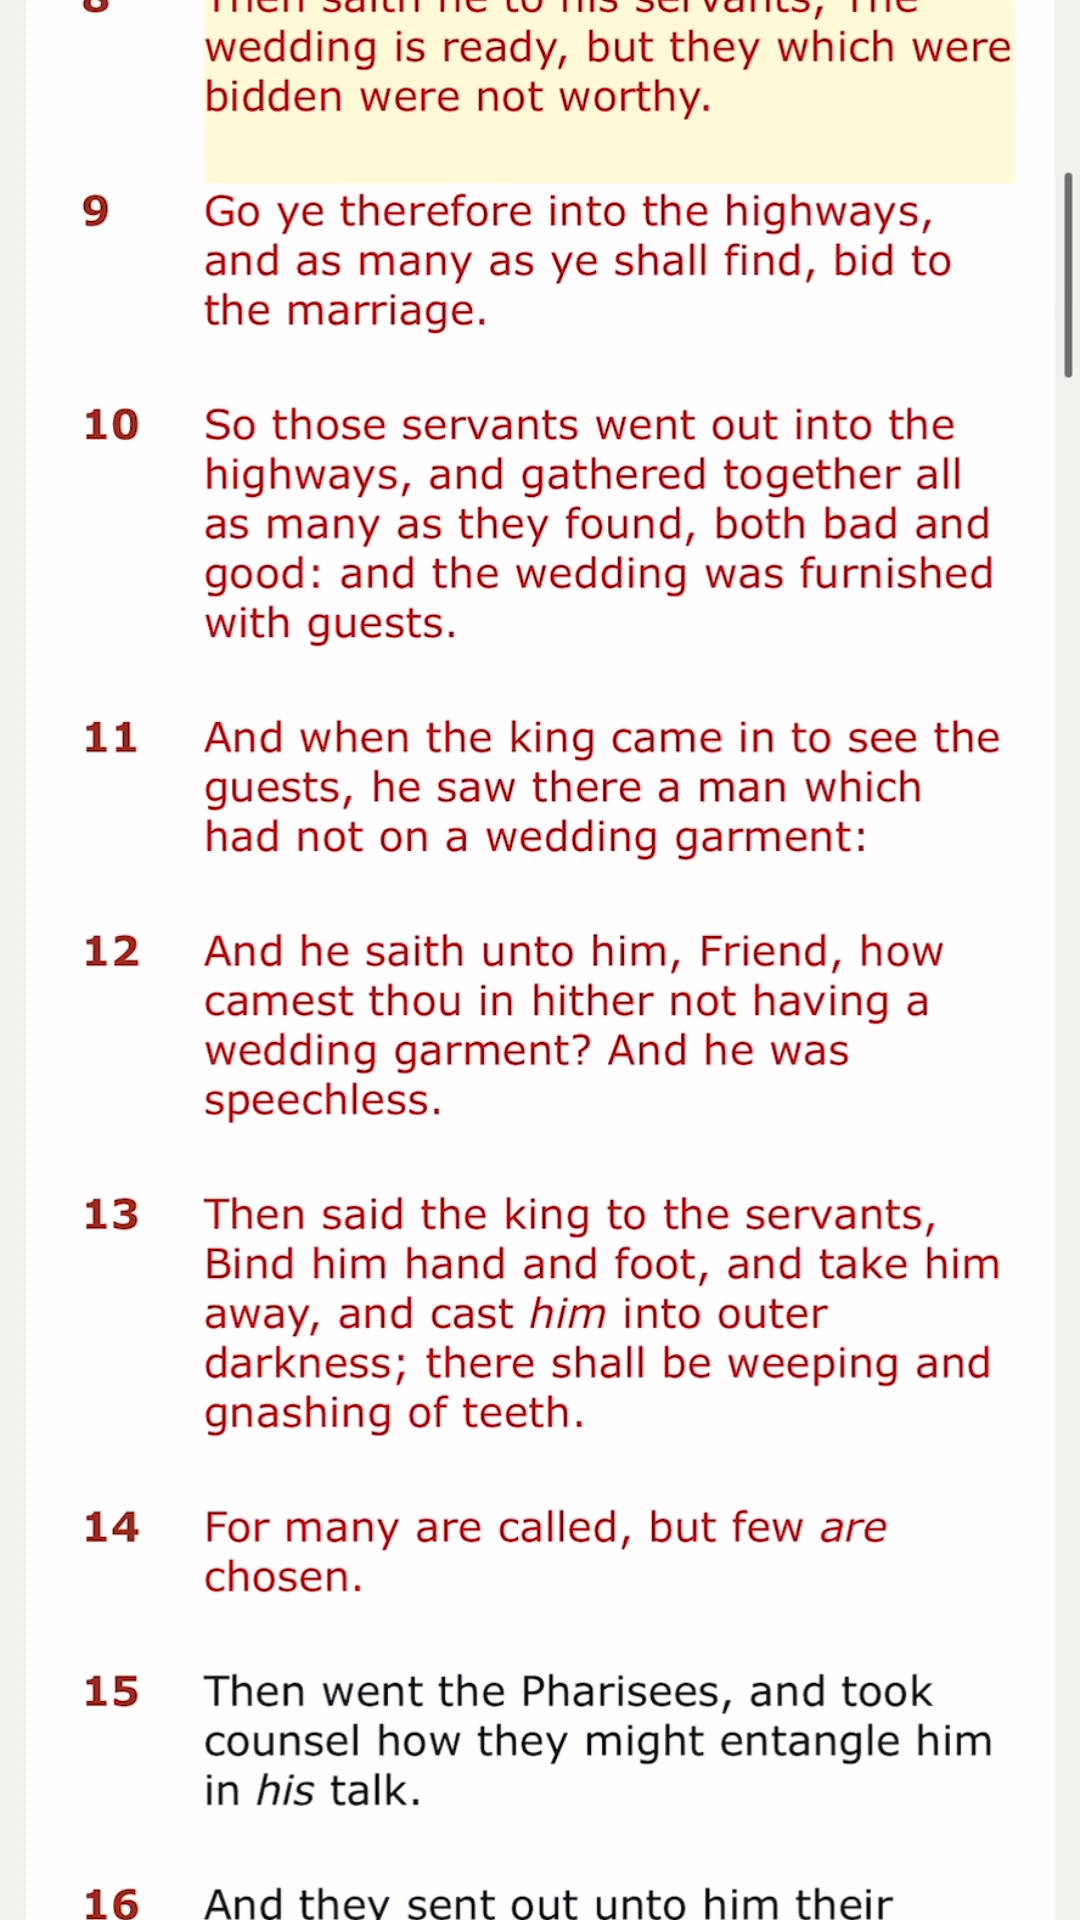 8 Then saith he to his servants, The
wedding is ready, but they which were
bidden were not worthy.
9 Go ye therefore into the highways,
and as many as ye shall find, bid to
the marriage.
10 So those servants went out into the
highways, and gathered together all
as many as they found, both bad and
good: and the wedding was furnished
with guests.
11 And when the king came in to see the
guests, he saw there a man which
had not on a wedding garment:
12 And he saith unto him, Friend, how
camest thou in hither not having a
wedding garment? And he was
speechless.
13 Then said the king to the servants,
Bind him hand and foot, and take him
away, and cast him into outer
darkness; there shall be weeping and
gnashing of teeth.
14 For many are called, but few are
chosen.
15 Then went the Pharisees, and took
counsel how they might entangle him
in his talk.
16 And they sent out unto him their